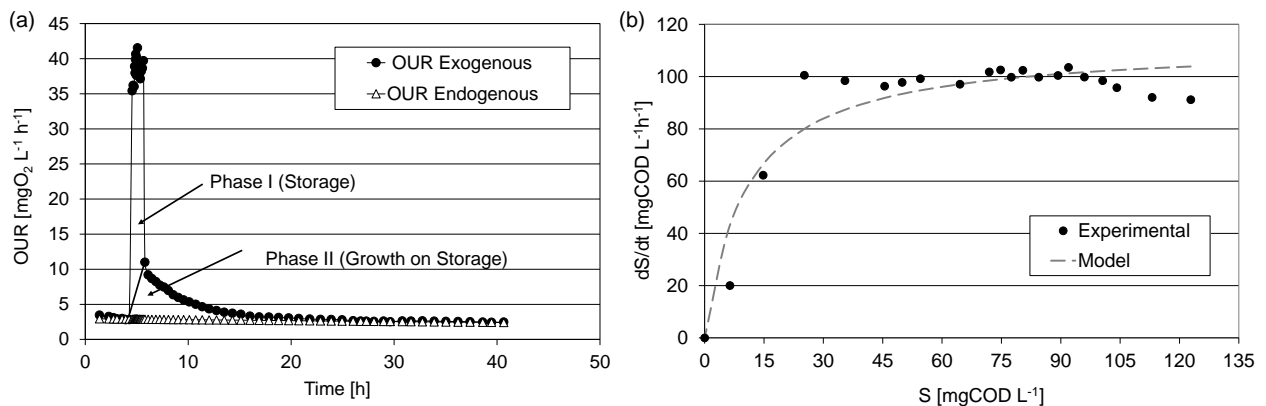 (a)
45
40
35
30
25
20
15
10
5
0
OUR [mgO₂ L⁻¹ h⁻¹]
OUR Exogenous
OUR Endogenous
Phase I (Storage)
Phase II (Growth on Storage)
0 10 20 30 40 50
Time [h]
(b)
120
100
80
60
40
20
0
dS/dt [mgCOD L⁻¹h⁻¹]
Experimental
Model
0 15 30 45 60 75 90 105 120 135
S [mgCOD L⁻¹]